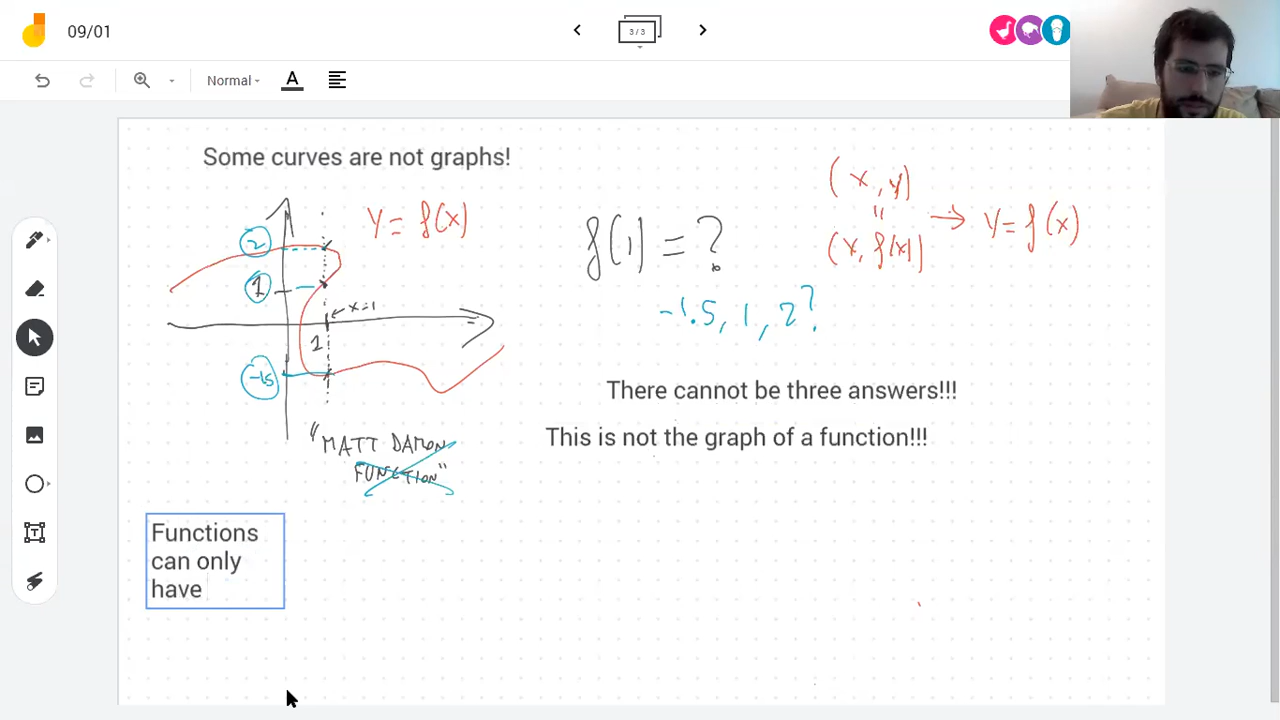 09/01
3 / 3
Normal
A
Some curves are not graphs!
Y = f(x)
2
1
x=1
1
-1.5
"MATT DAMON
FUNCTION"
f(1) = ?
-1.5, 1, 2?
(x, y)
"
(x, f(x)) → Y = f(x)
There cannot be three answers!!!
This is not the graph of a function!!!
Functions
can only
have